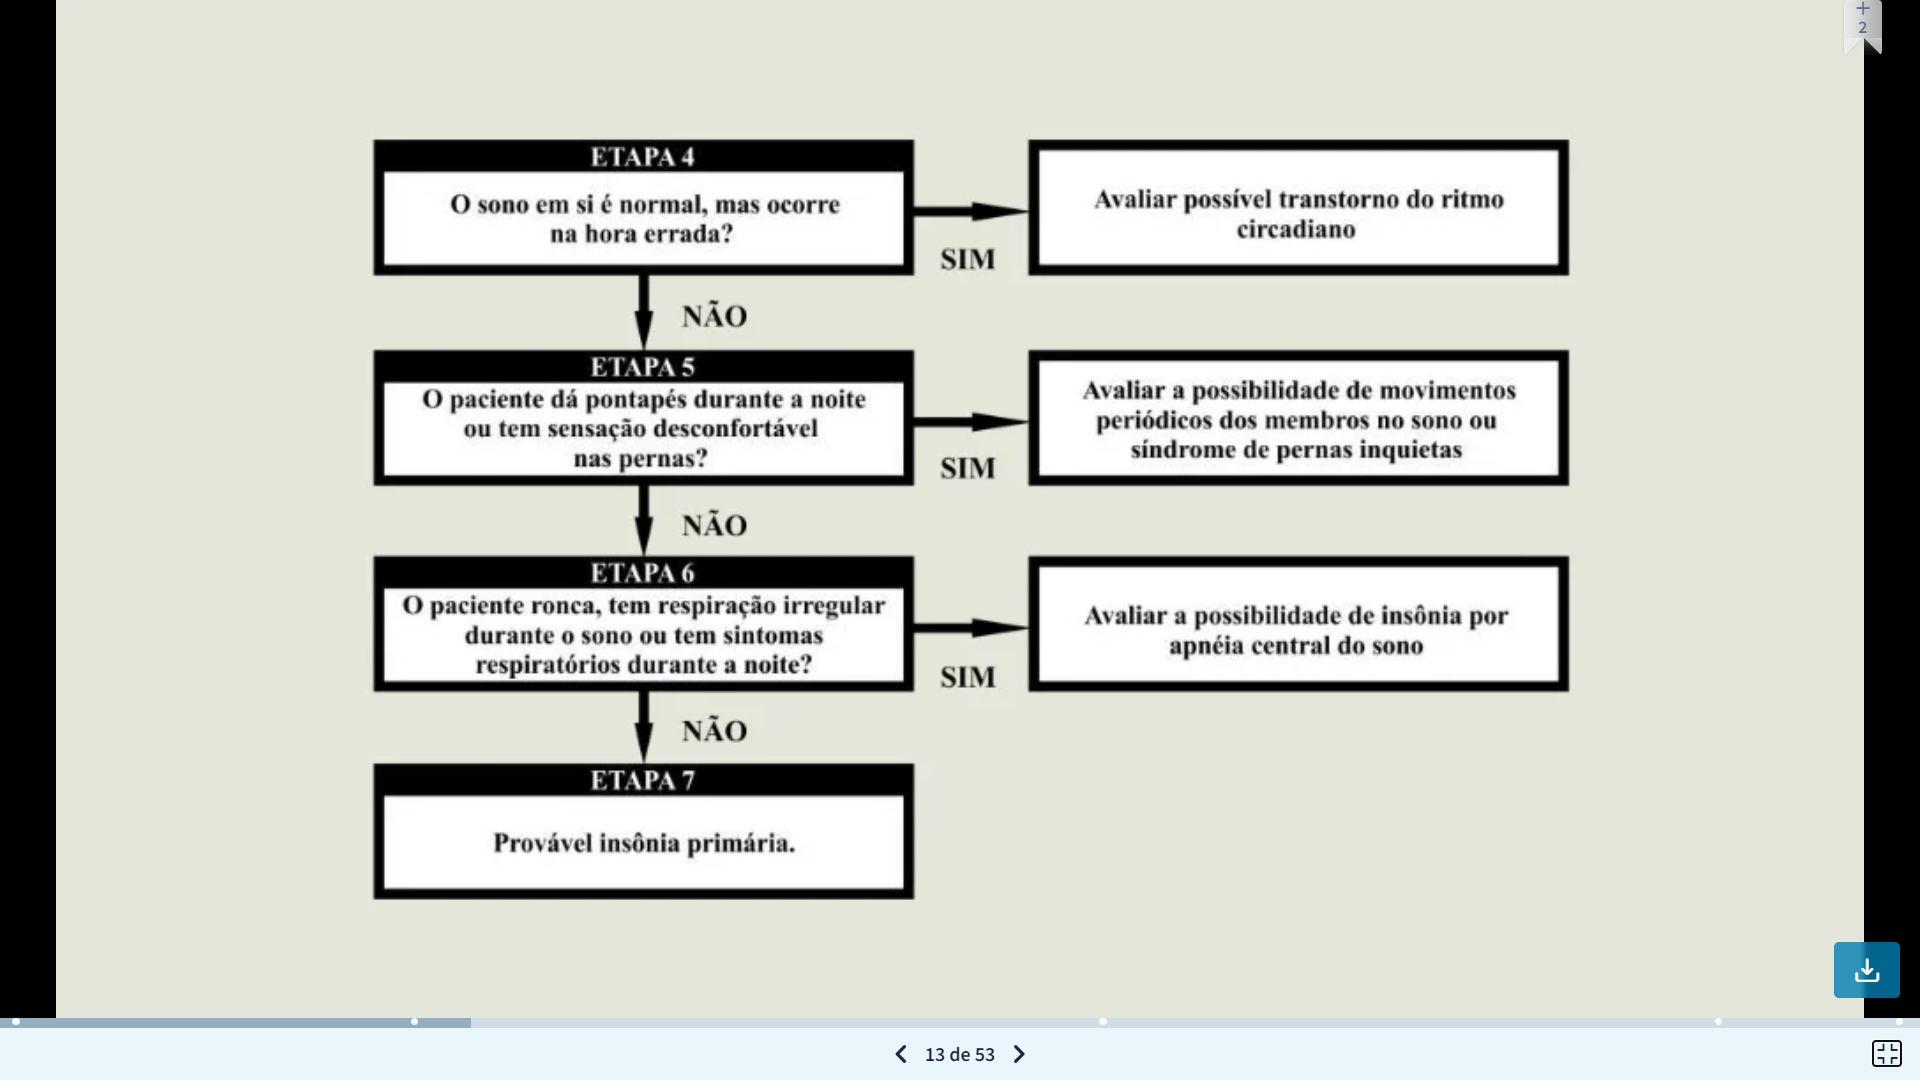 +
2
ETAPA 4
O sono em si é normal, mas ocorre
na hora errada?
SIM
Avaliar possível transtorno do ritmo
circadiano
NÃO
ETAPA 5
O paciente dá pontapés durante a noite
ou tem sensação desconfortável
nas pernas?
SIM
Avaliar a possibilidade de movimentos
periódicos dos membros no sono ou
síndrome de pernas inquietas
NÃO
ETAPA 6
O paciente ronca, tem respiração irregular
durante o sono ou tem sintomas
respiratórios durante a noite?
SIM
Avaliar a possibilidade de insônia por
apnéia central do sono
NÃO
ETAPA 7
Provável insônia primária.
13 de 53